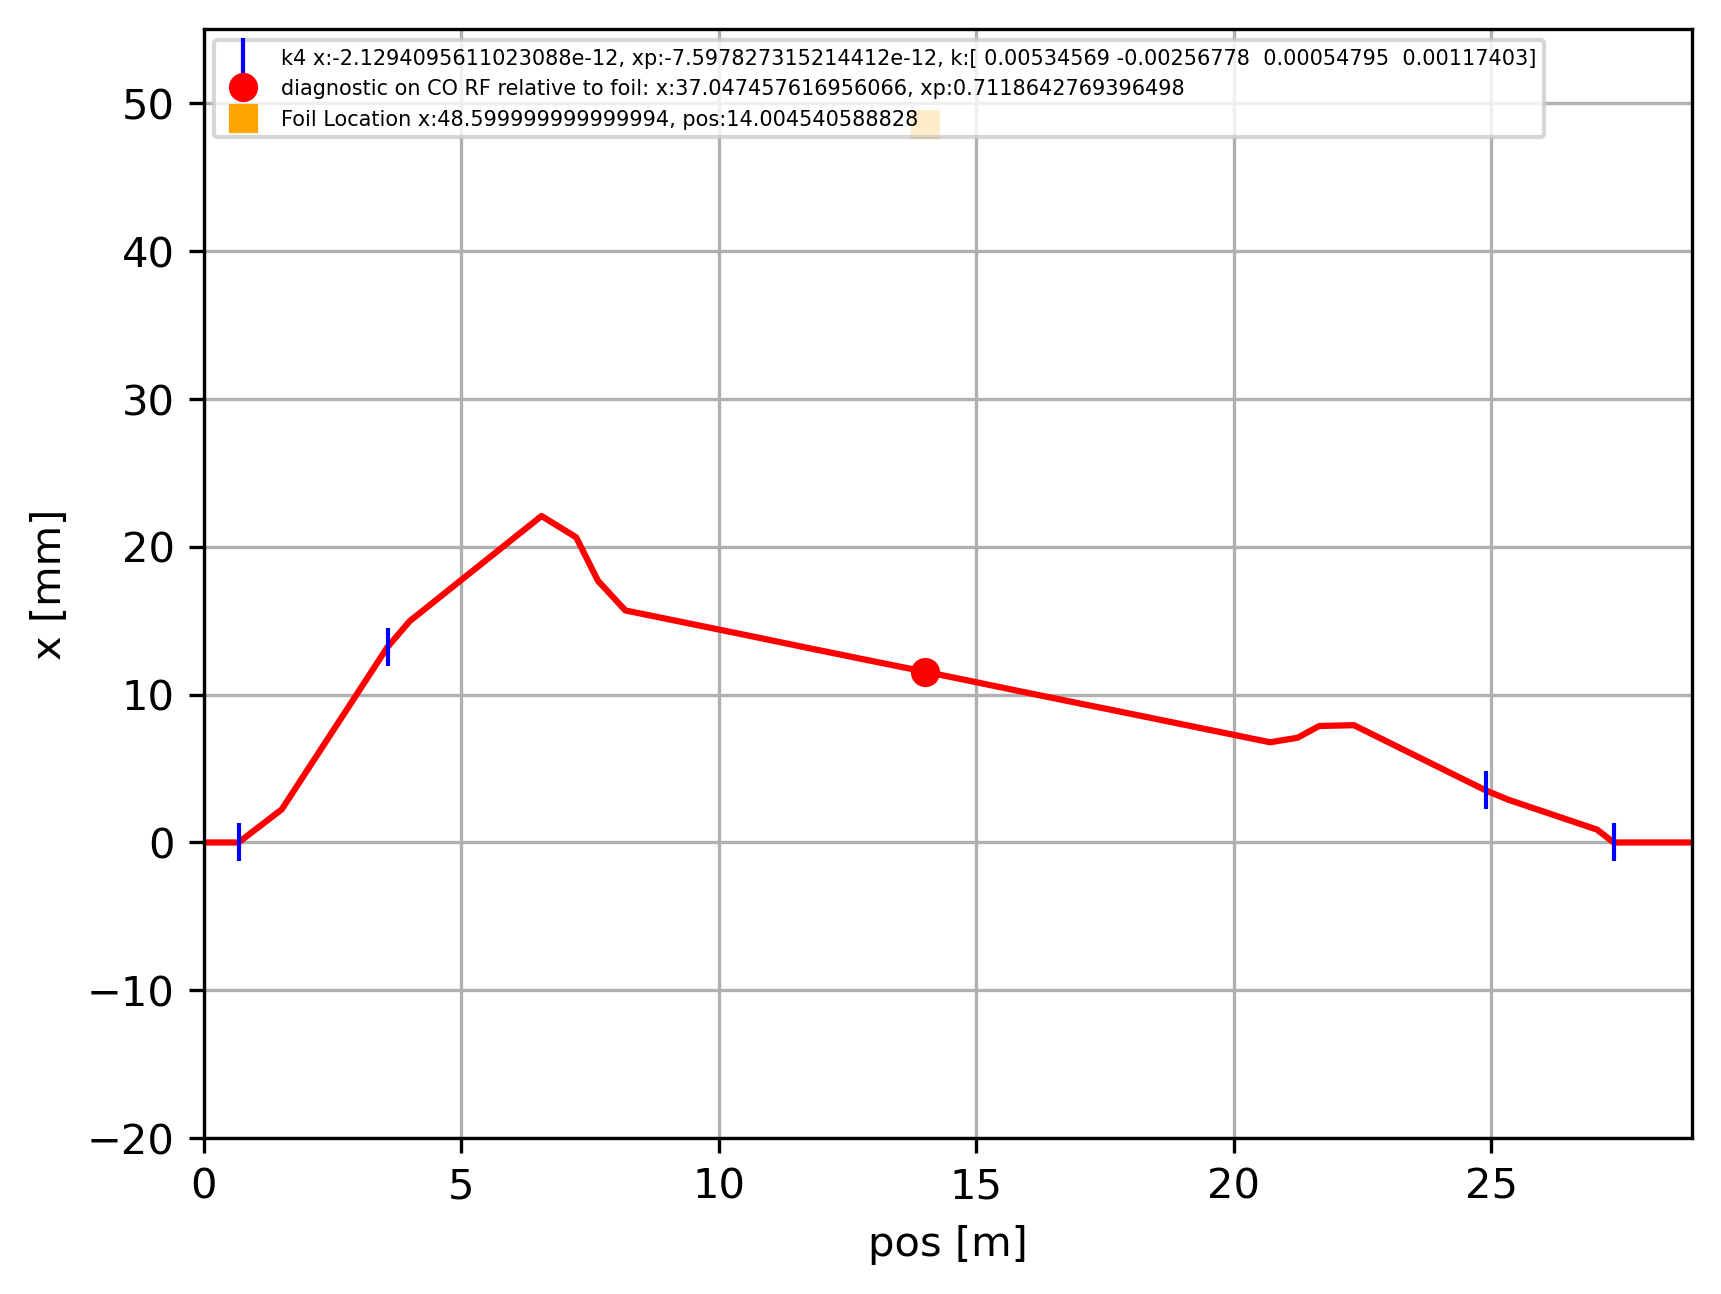 k4 x:-2.1294095611023088e-12, xp:-7.597827315214412e-12, k:[ 0.00534569 -0.00256778  0.00054795  0.00117403]
diagnostic on CO RF relative to foil: x:37.047457616956066, xp:0.7118642769396498
Foil Location x:48.599999999999994, pos:14.004540588828
50
40
30
20
10
0
−10
−20
x [mm]
0 5 10 15 20 25
pos [m]